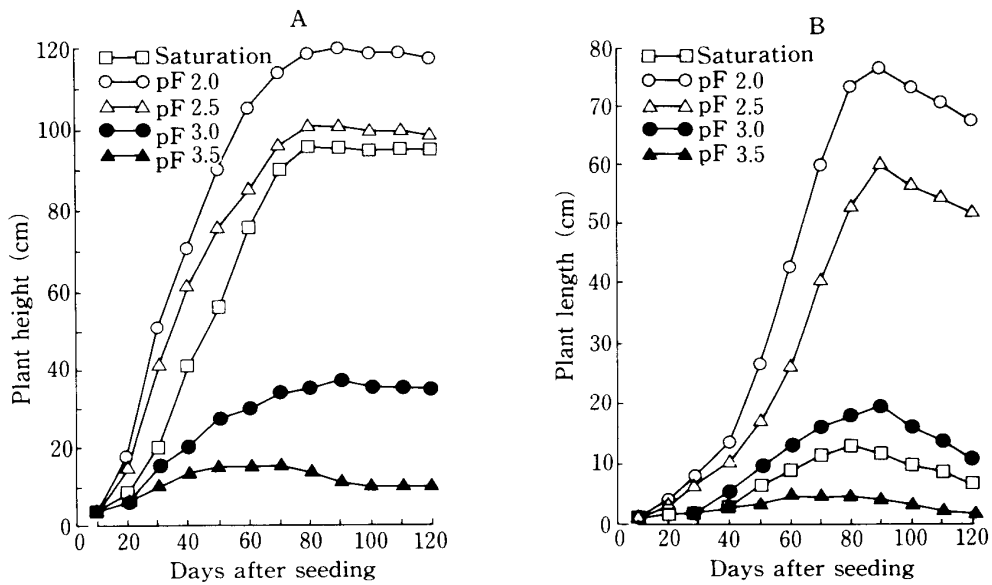 A
Plant height (cm)
120
100
80
60
40
20
0
Saturation
pF 2.0
pF 2.5
pF 3.0
pF 3.5
0 20 40 60 80 100 120
Days after seeding
B
Plant length (cm)
80
70
60
50
40
30
20
10
0
Saturation
pF 2.0
pF 2.5
pF 3.0
pF 3.5
0 20 40 60 80 100 120
Days after seeding